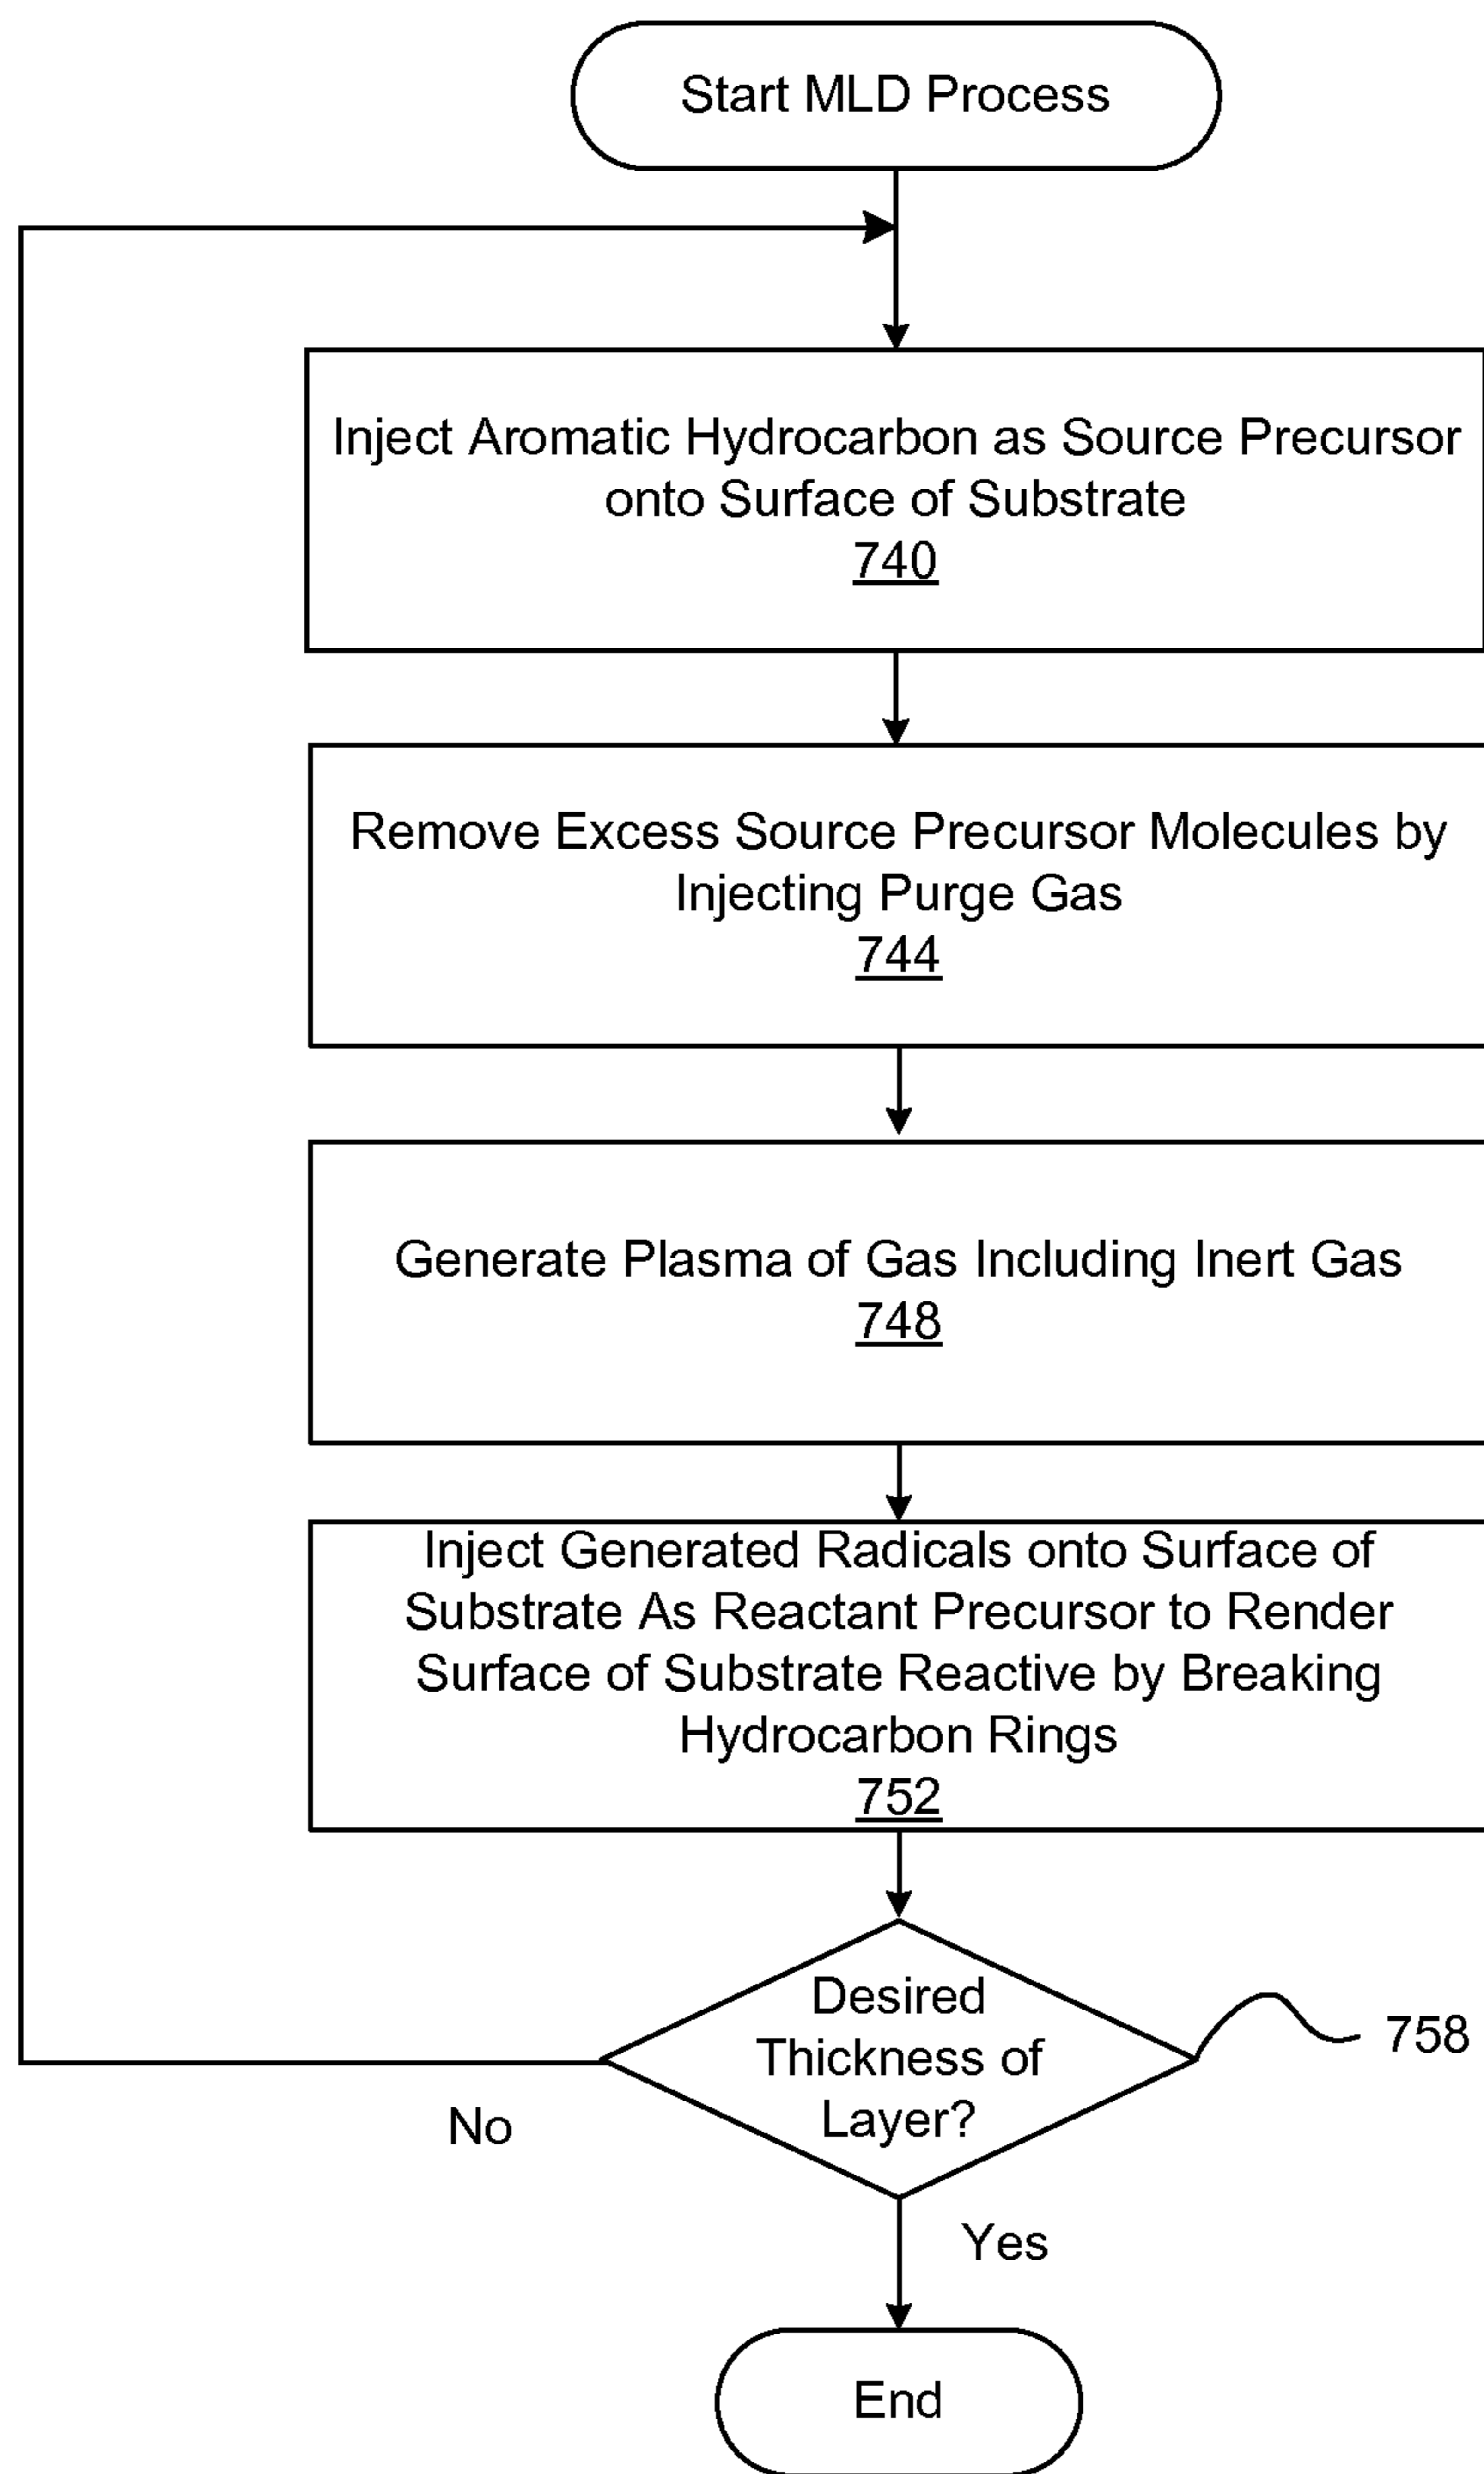 Start MLD Process
Inject Aromatic Hydrocarbon as Source Precursor
onto Surface of Substrate
740
Remove Excess Source Precursor Molecules by
Injecting Purge Gas
744
Generate Plasma of Gas Including Inert Gas
748
Inject Generated Radicals onto Surface of
Substrate As Reactant Precursor to Render
Surface of Substrate Reactive by Breaking
Hydrocarbon Rings
752
Desired
Thickness of
Layer?
758
No
Yes
End